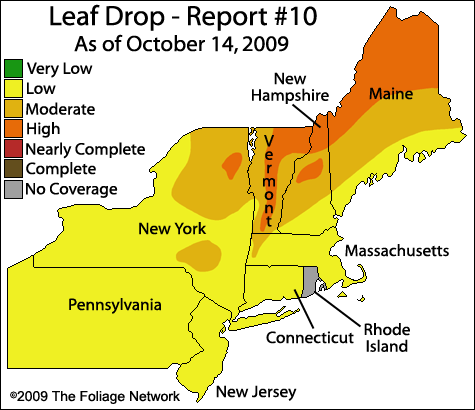 Leaf Drop - Report #10
As of October 14, 2009
Very Low
Low
Moderate
High
Nearly Complete
Complete
No Coverage
New
Hampshire
Maine
Vermont
New York
Massachusetts
Pennsylvania
Connecticut
Rhode
Island
New Jersey
©2009 The Foliage Network